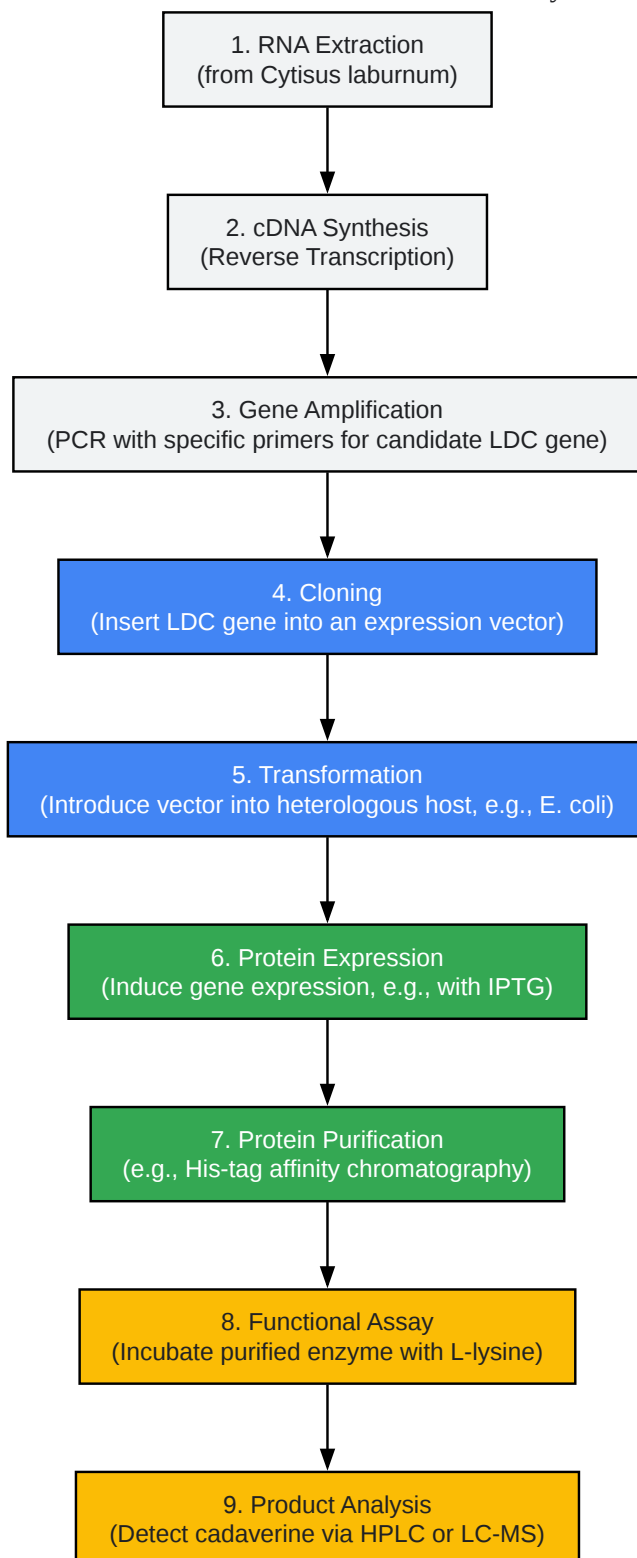 1. RNA Extraction
(from Cytisus laburnum)
2. cDNA Synthesis
(Reverse Transcription)
3. Gene Amplification
(PCR with specific primers for candidate LDC gene)
4. Cloning
(Insert LDC gene into an expression vector)
5. Transformation
(Introduce vector into heterologous host, e.g., E. coli)
6. Protein Expression
(Induce gene expression, e.g., with IPTG)
7. Protein Purification
(e.g., His-tag affinity chromatography)
8. Functional Assay
(Incubate purified enzyme with L-lysine)
9. Product Analysis
(Detect cadaverine via HPLC or LC-MS)